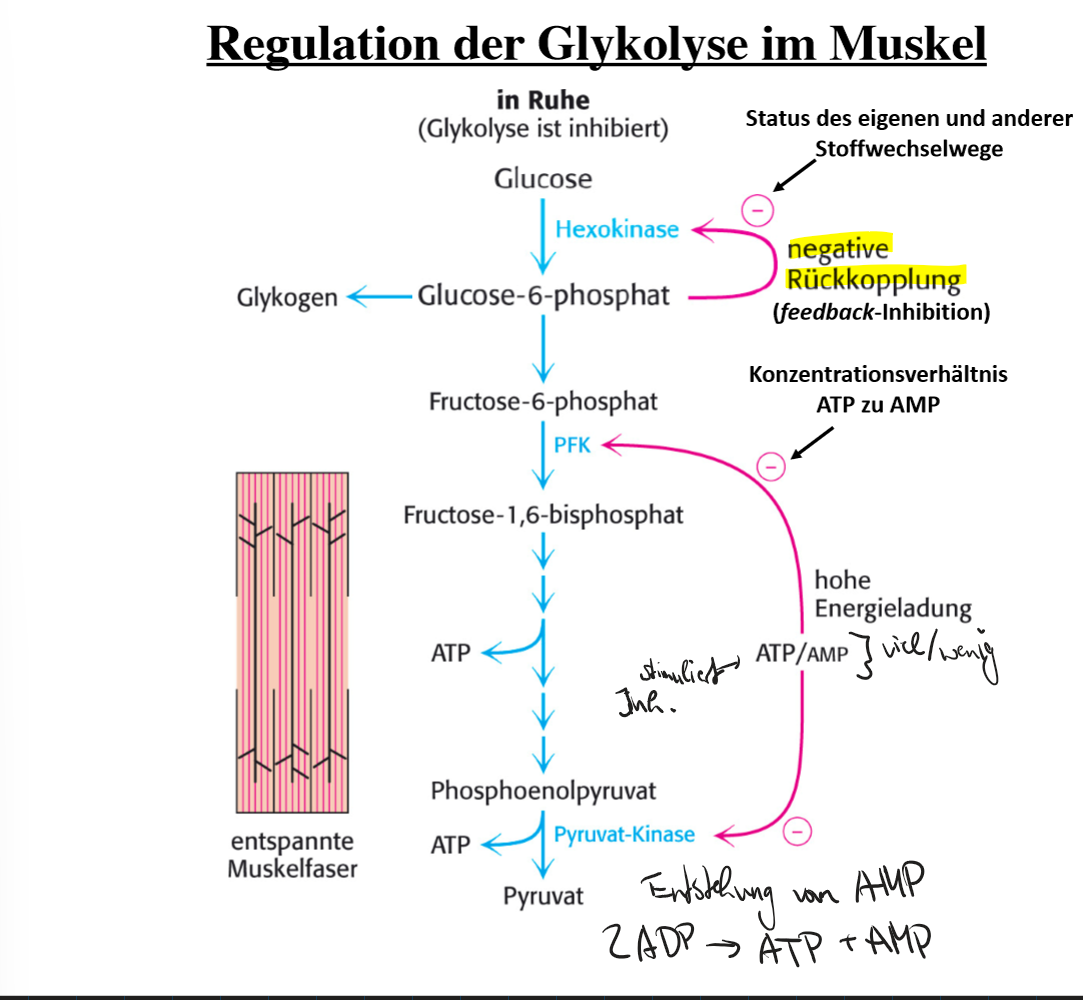 Regulation der Glykolyse im Muskel
in Ruhe
(Glykolyse ist inhibiert)
Status des eigenen und anderer
Stoffwechselwege
Glucose
−
Hexokinase
negative
Rückkopplung
(feedback-Inhibition)
Glykogen
Glucose-6-phosphat
Konzentrationsverhältnis
ATP zu AMP
Fructose-6-phosphat
PFK
−
Fructose-1,6-bisphosphat
hohe
Energieladung
ATP
ATP/AMP } viel/wenig
stimuliert →
Inh.
Phosphoenolpyruvat
ATP
Pyruvat-Kinase
−
entspannte
Muskelfaser
Pyruvat
Entstehung von AMP
2 ADP → ATP + AMP